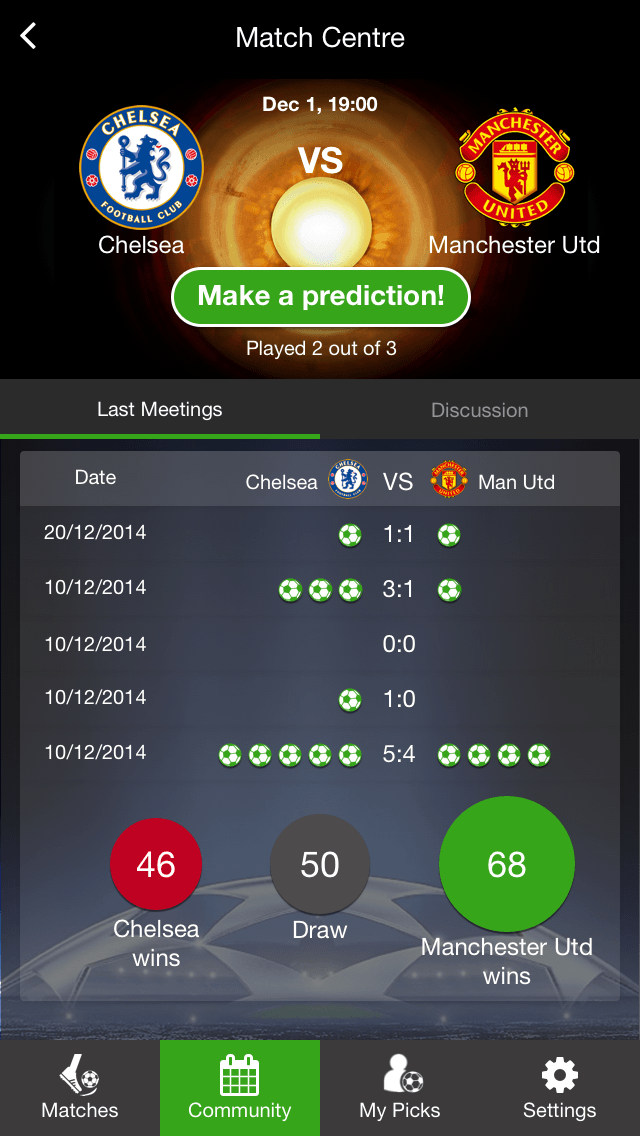 Match Centre
Dec 1, 19:00
CHELSEA
FOOTBALL CLUB
VS
MANCHESTER
UNITED
Chelsea
Manchester Utd
Make a prediction!
Played 2 out of 3
Last Meetings
Discussion
Date
Chelsea VS Man Utd
20/12/2014 1:1
10/12/2014 3:1
10/12/2014 0:0
10/12/2014 1:0
10/12/2014 5:4
46
50
68
Chelsea
wins
Draw
Manchester Utd
wins
Matches
Community
My Picks
Settings